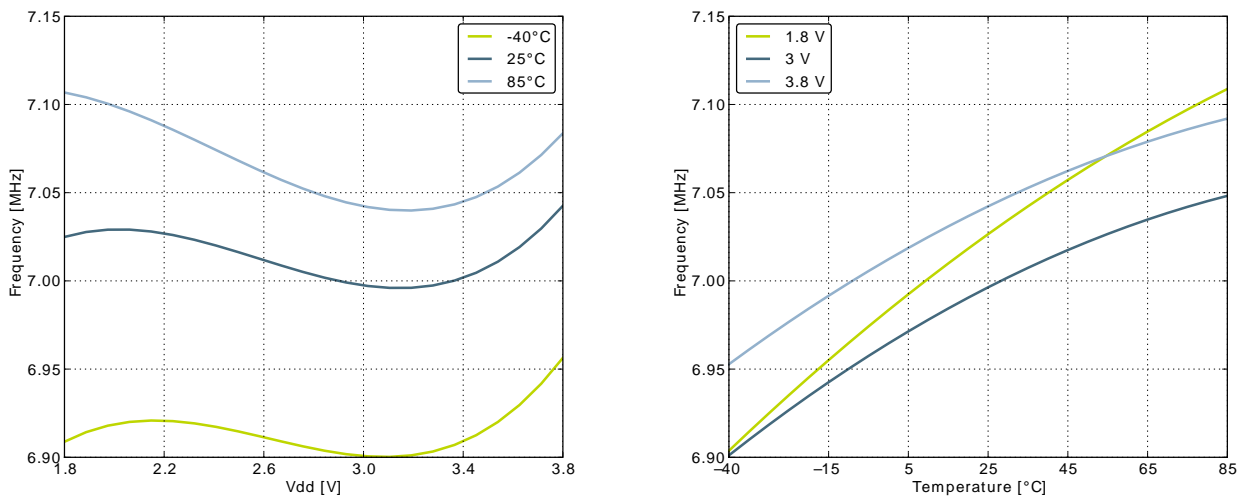 7.15
7.10
7.05
7.00
6.95
6.90
Frequency [MHz]
1.8 2.2 2.6 3.0 3.4 3.8
Vdd [V]
-40°C
25°C
85°C
7.15
7.10
7.05
7.00
6.95
6.90
Frequency [MHz]
–40 –15 5 25 45 65 85
Temperature [°C]
1.8 V
3 V
3.8 V